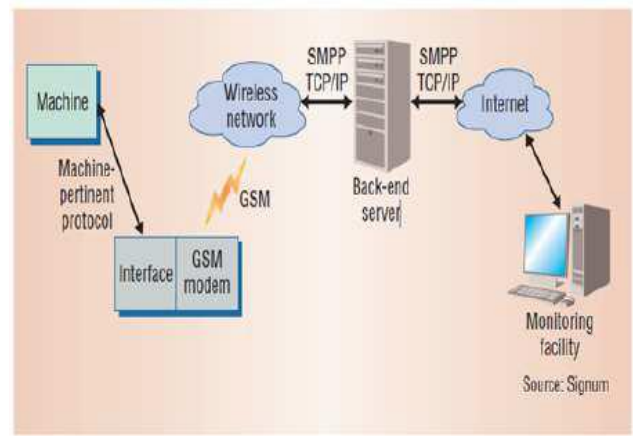 Machine
Machine-
pertinent
protocol
Interface
GSM
modem
GSM
Wireless
network
SMPP
TCP/IP
Back-end
server
SMPP
TCP/IP
Internet
Monitoring
facility
Source: Signum